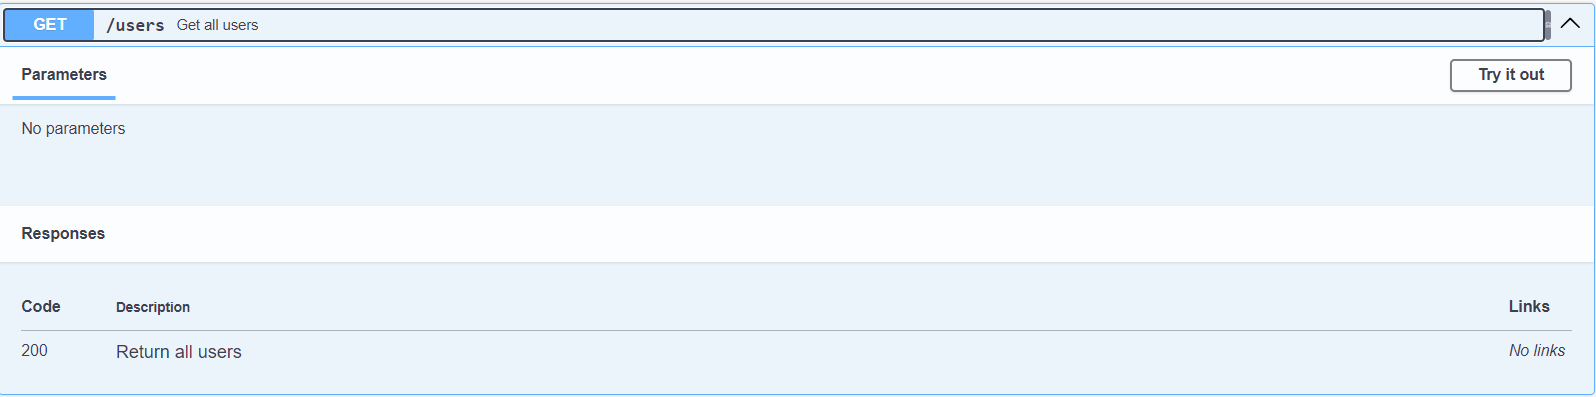 GET /users Get all users
Parameters
Try it out
No parameters
Responses
Code Description Links
200 Return all users No links